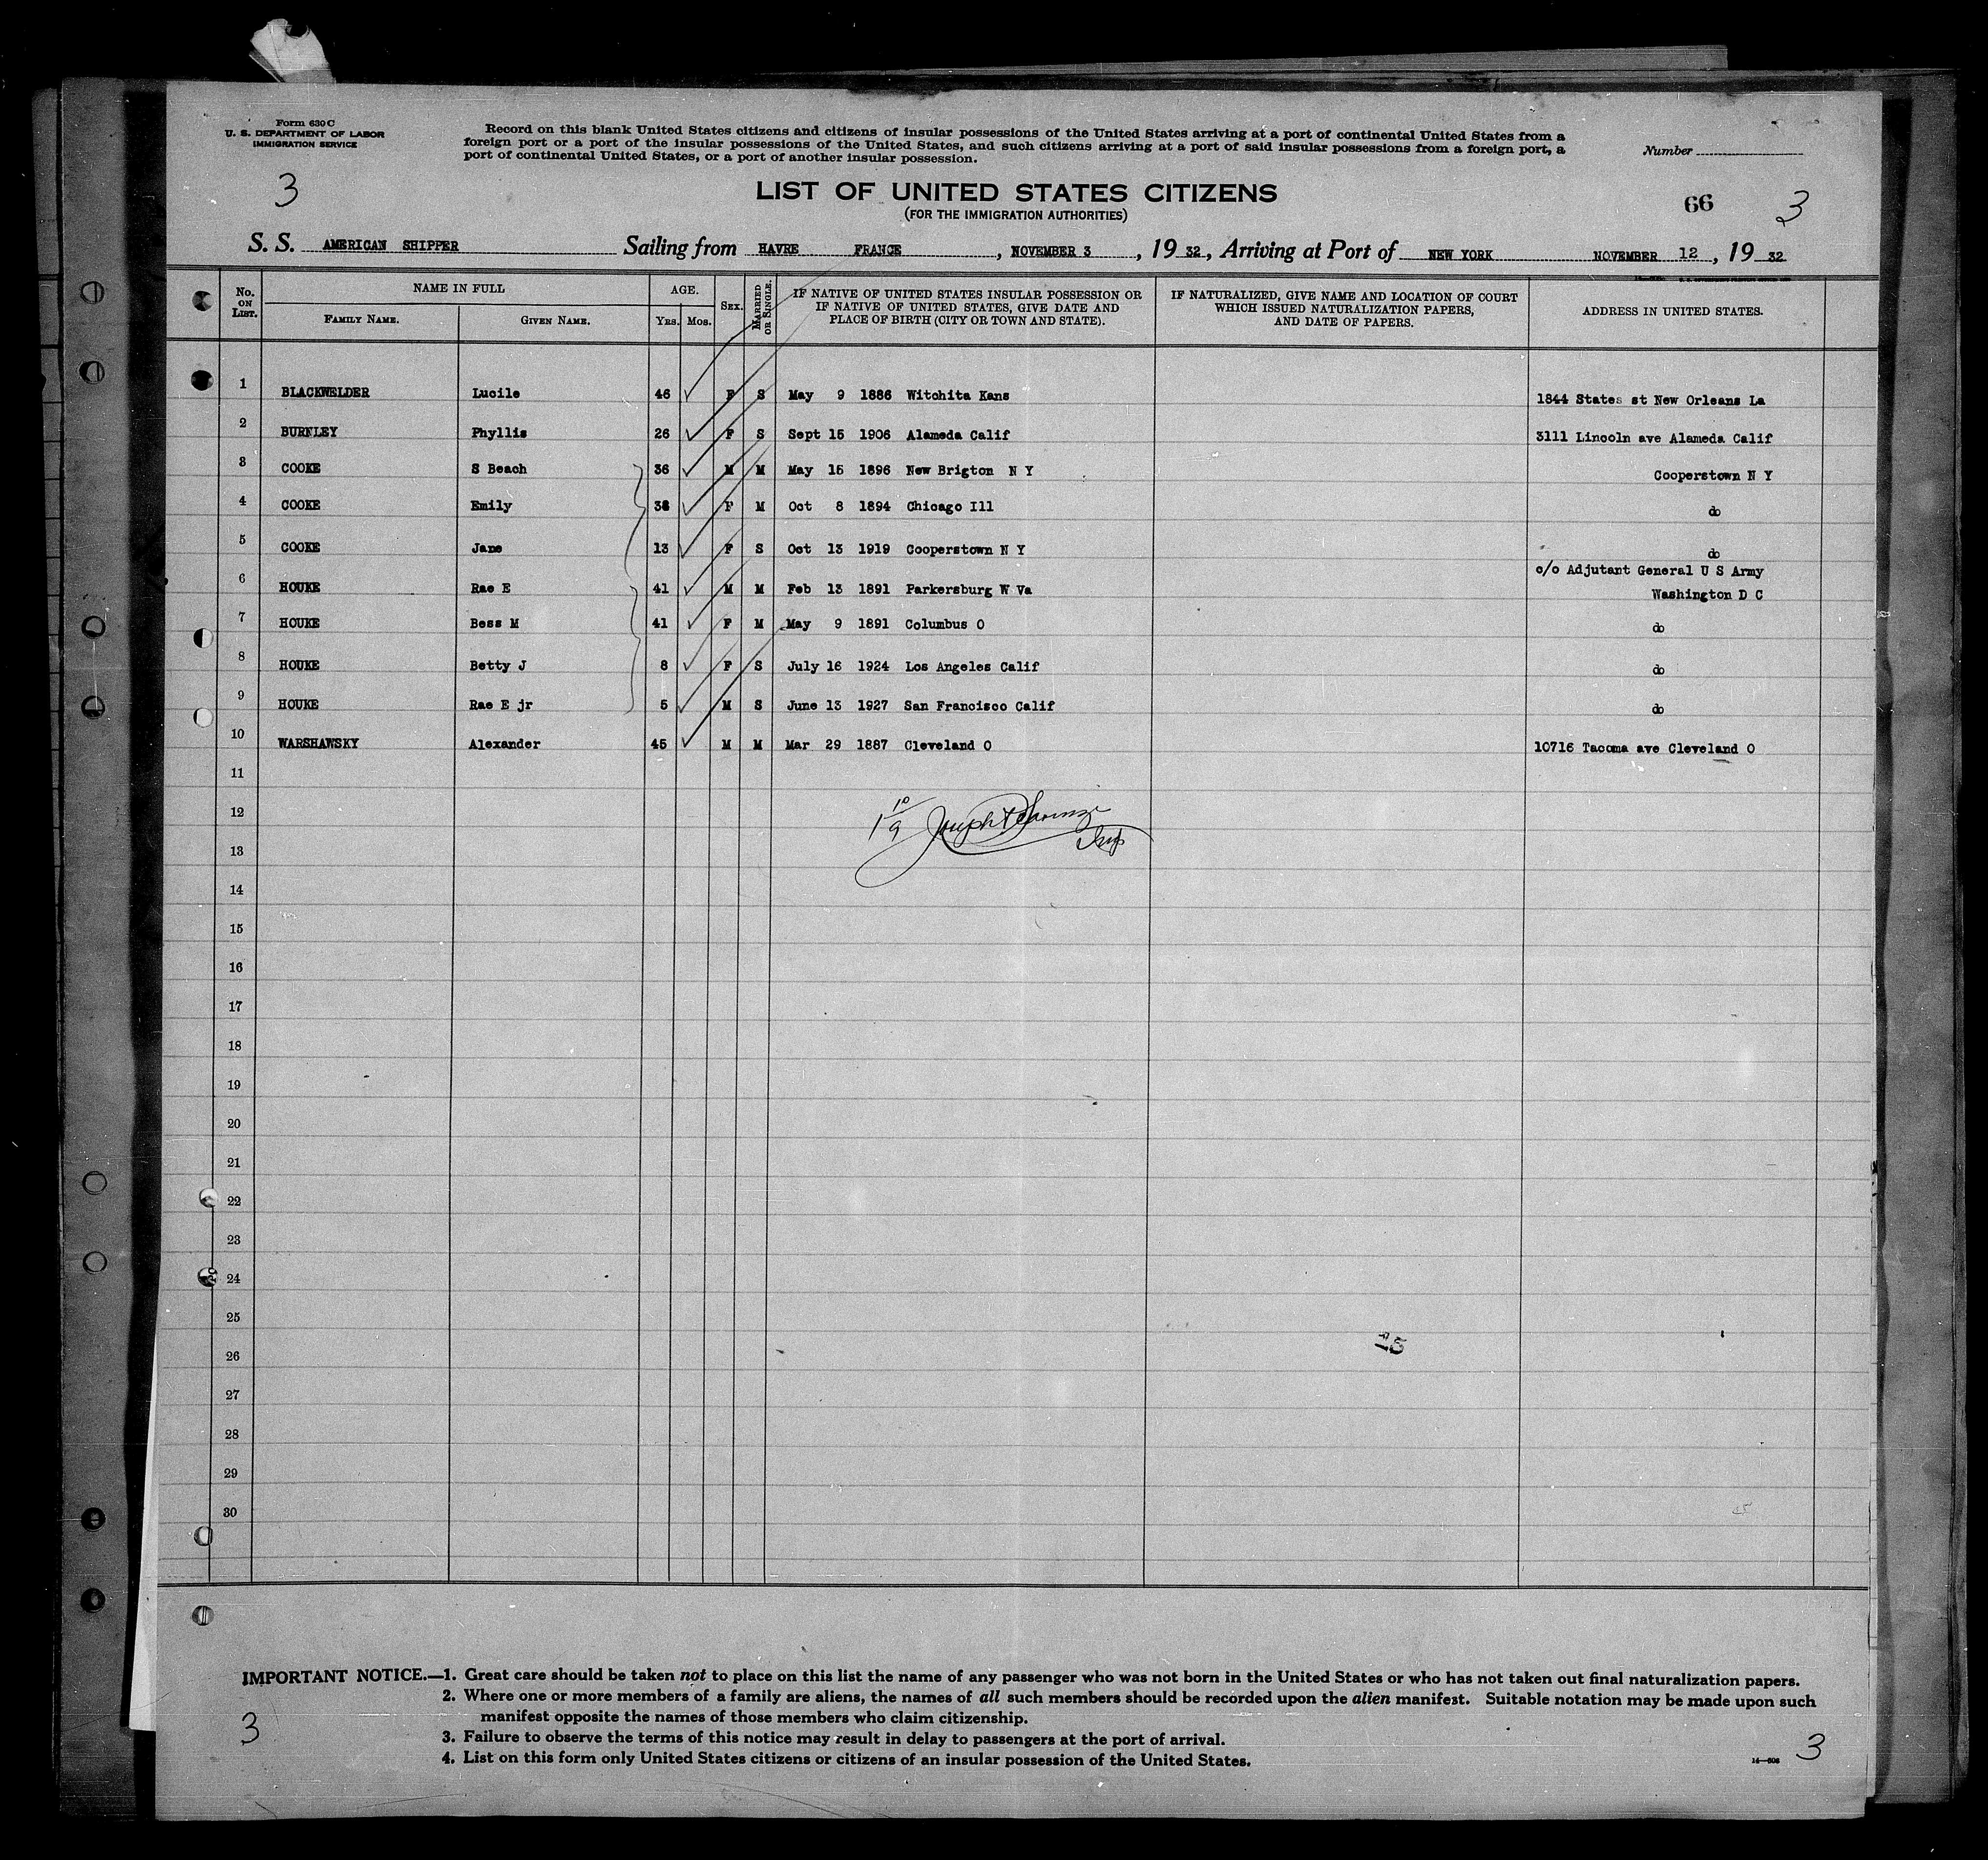 Form 630 C
U. S. DEPARTMENT OF LABOR
IMMIGRATION SERVICE
Record on this blank United States citizens and citizens of insular possessions of the United States arriving at a port of continental United States from a
foreign port or a port of the insular possessions of the United States, and such citizens arriving at a port of said insular possessions from a foreign port, a
port of continental United States, or a port of another insular possession.
Number
3
LIST OF UNITED STATES CITIZENS
(FOR THE IMMIGRATION AUTHORITIES)
66 3
S. S. AMERICAN SHIPPER Sailing from HAVRE FRANCE, NOVEMBER 3, 19 32, Arriving at Port of NEW YORK NOVEMBER 12, 19 32
No. ON LIST. NAME IN FULL FAMILY NAME. GIVEN NAME. AGE. YRS. MOS. SEX. MARRIED OR SINGLE. IF NATIVE OF UNITED STATES INSULAR POSSESSION OR IF NATIVE OF UNITED STATES, GIVE DATE AND PLACE OF BIRTH (CITY OR TOWN AND STATE). IF NATURALIZED, GIVE NAME AND LOCATION OF COURT WHICH ISSUED NATURALIZATION PAPERS, AND DATE OF PAPERS. ADDRESS IN UNITED STATES.
1 BLACKWELDER Lucile 46 F S May 9 1886 Witchita Kans 1844 States st New Orleans La
2 BURNLEY Phyllis 26 F S Sept 15 1906 Alameda Calif 3111 Lincoln ave Alameda Calif
3 COOKE S Beach 36 M M May 15 1896 New Brigton N Y Cooperstown N Y
4 COOKE Emily 38 F M Oct 8 1894 Chicago Ill do
5 COOKE Jane 13 F S Oct 13 1919 Cooperstown N Y do
6 HOUKE Rae E 41 M M Feb 13 1891 Parkersburg W Va c/o Adjutant General U S Army
Washington D C
7 HOUKE Bess M 41 F M May 9 1891 Columbus O do
8 HOUKE Betty J 8 F S July 16 1924 Los Angeles Calif do
9 HOUKE Rae E jr 5 M S June 13 1927 San Francisco Calif do
10 WARSHAWSKY Alexander 45 M M Mar 29 1887 Cleveland O 10716 Tacoma ave Cleveland O
11
12
13
14
15
16
17
18
19
20
21
22
23
24
25
26
27
28
29
30
IMPORTANT NOTICE.—1. Great care should be taken not to place on this list the name of any passenger who was not born in the United States or who has not taken out final naturalization papers.
2. Where one or more members of a family are aliens, the names of all such members should be recorded upon the alien manifest. Suitable notation may be made upon such
manifest opposite the names of those members who claim citizenship.
3. Failure to observe the terms of this notice may result in delay to passengers at the port of arrival.
4. List on this form only United States citizens or citizens of an insular possession of the United States.
3
3